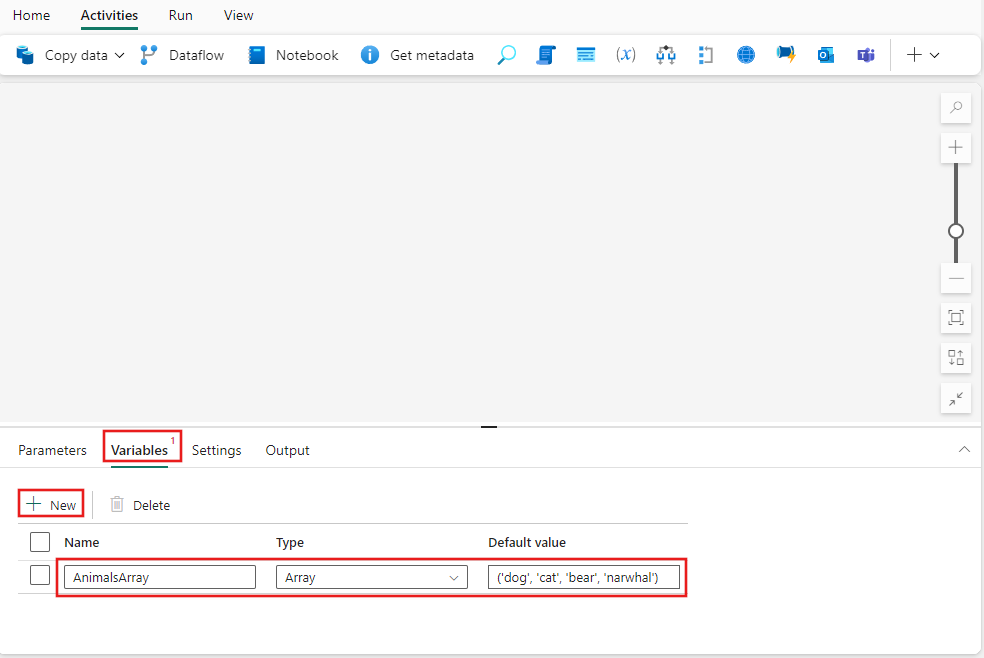 Home Activities Run View
Copy data Dataflow Notebook i Get metadata (x)
Parameters Variables 1 Settings Output
New Delete
Name Type Default value
AnimalsArray Array ('dog', 'cat', 'bear', 'narwhal')